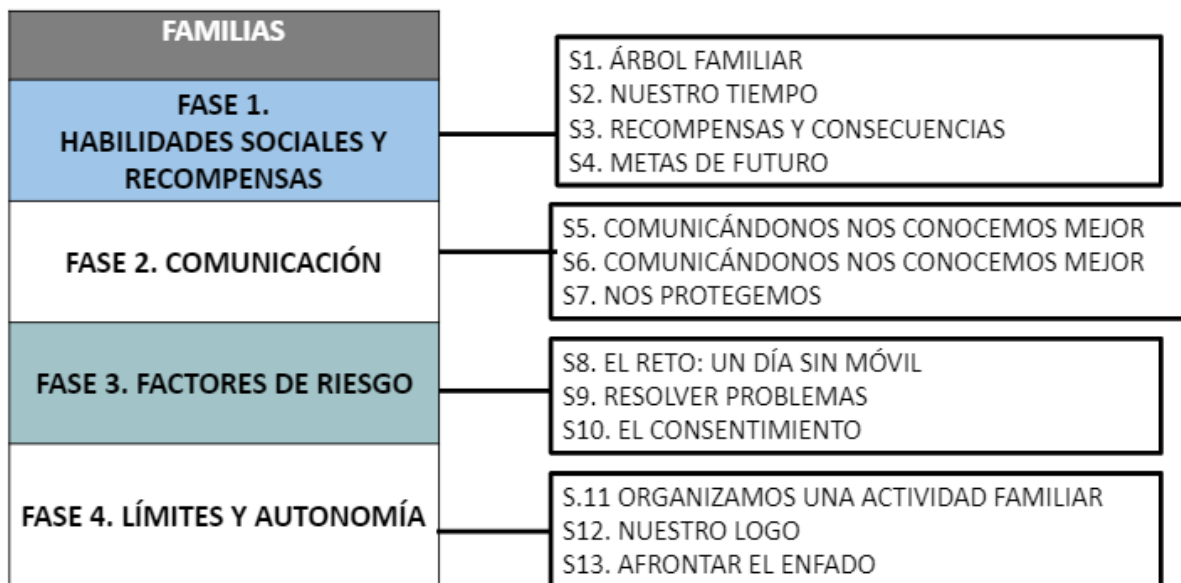 FAMILIAS
FASE 1.
HABILIDADES SOCIALES Y
RECOMPENSAS
S1. ÁRBOL FAMILIAR
S2. NUESTRO TIEMPO
S3. RECOMPENSAS Y CONSECUENCIAS
S4. METAS DE FUTURO
FASE 2. COMUNICACIÓN
S5. COMUNICÁNDONOS NOS CONOCEMOS MEJOR
S6. COMUNICÁNDONOS NOS CONOCEMOS MEJOR
S7. NOS PROTEGEMOS
FASE 3. FACTORES DE RIESGO
S8. EL RETO: UN DÍA SIN MÓVIL
S9. RESOLVER PROBLEMAS
S10. EL CONSENTIMIENTO
FASE 4. LÍMITES Y AUTONOMÍA
S.11 ORGANIZAMOS UNA ACTIVIDAD FAMILIAR
S12. NUESTRO LOGO
S13. AFRONTAR EL ENFADO